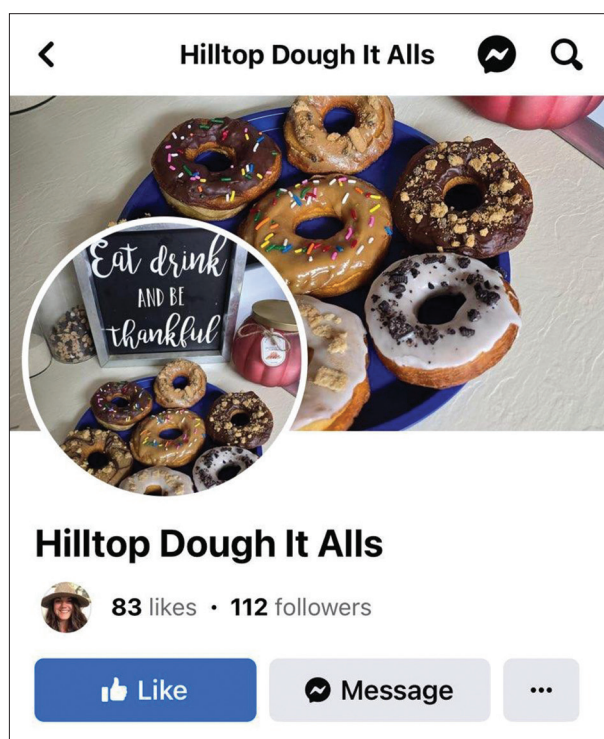 Hilltop Dough It Alls
Eat drink
AND BE
thankful
Hilltop Dough It Alls
83 likes · 112 followers
Like
Message